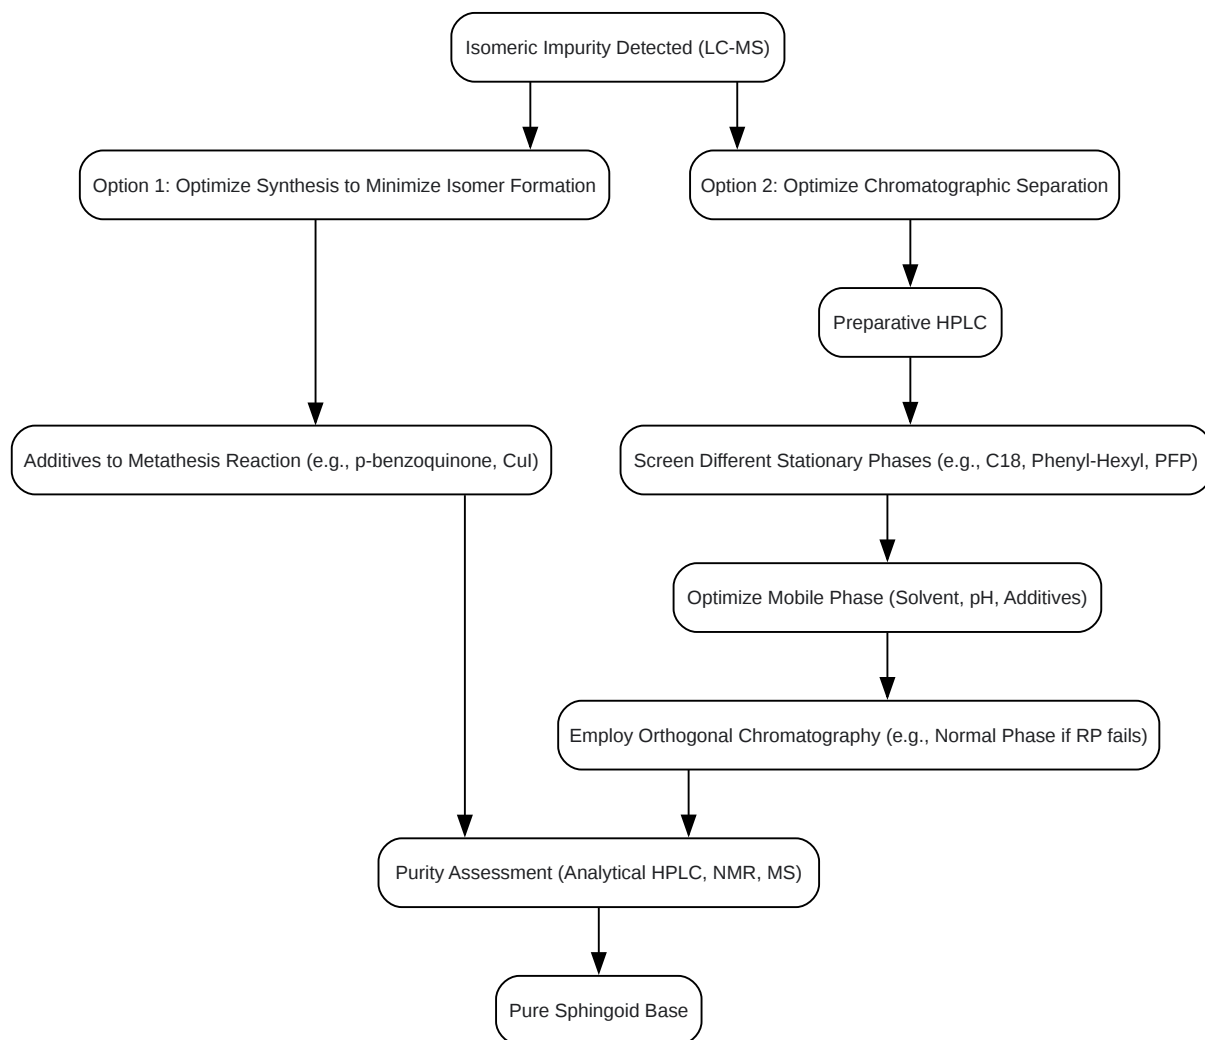 Isomeric Impurity Detected (LC-MS)
Option 1: Optimize Synthesis to Minimize Isomer Formation
Option 2: Optimize Chromatographic Separation
Preparative HPLC
Additives to Metathesis Reaction (e.g., p-benzoquinone, CuI)
Screen Different Stationary Phases (e.g., C18, Phenyl-Hexyl, PFP)
Optimize Mobile Phase (Solvent, pH, Additives)
Employ Orthogonal Chromatography (e.g., Normal Phase if RP fails)
Purity Assessment (Analytical HPLC, NMR, MS)
Pure Sphingoid Base